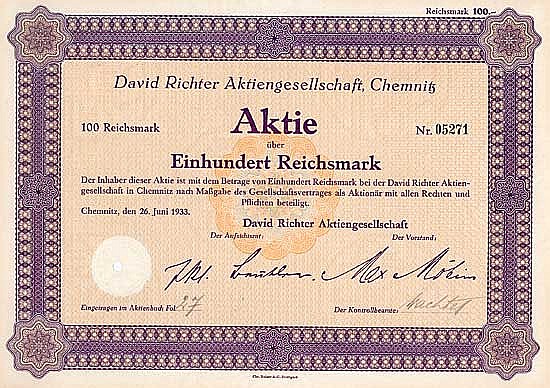 Reichsmark 100.–
David Richter Aktiengesellschaft, Chemnitz
100 Reichsmark
Aktie
Nr. 05271
über
Einhundert Reichsmark
Der Inhaber dieser Aktie ist mit dem Betrage von Einhundert Reichsmark bei der David Richter Aktien-
gesellschaft in Chemnitz nach Maßgabe des Gesellschaftsvertrages als Aktionär mit allen Rechten und
Pflichten beteiligt.
Chemnitz, den 26. Juni 1933.
David Richter Aktiengesellschaft
Der Aufsichtsrat:
Der Vorstand:
Eingetragen im Aktienbuch Fol. 27
Der Kontrollbeamte: